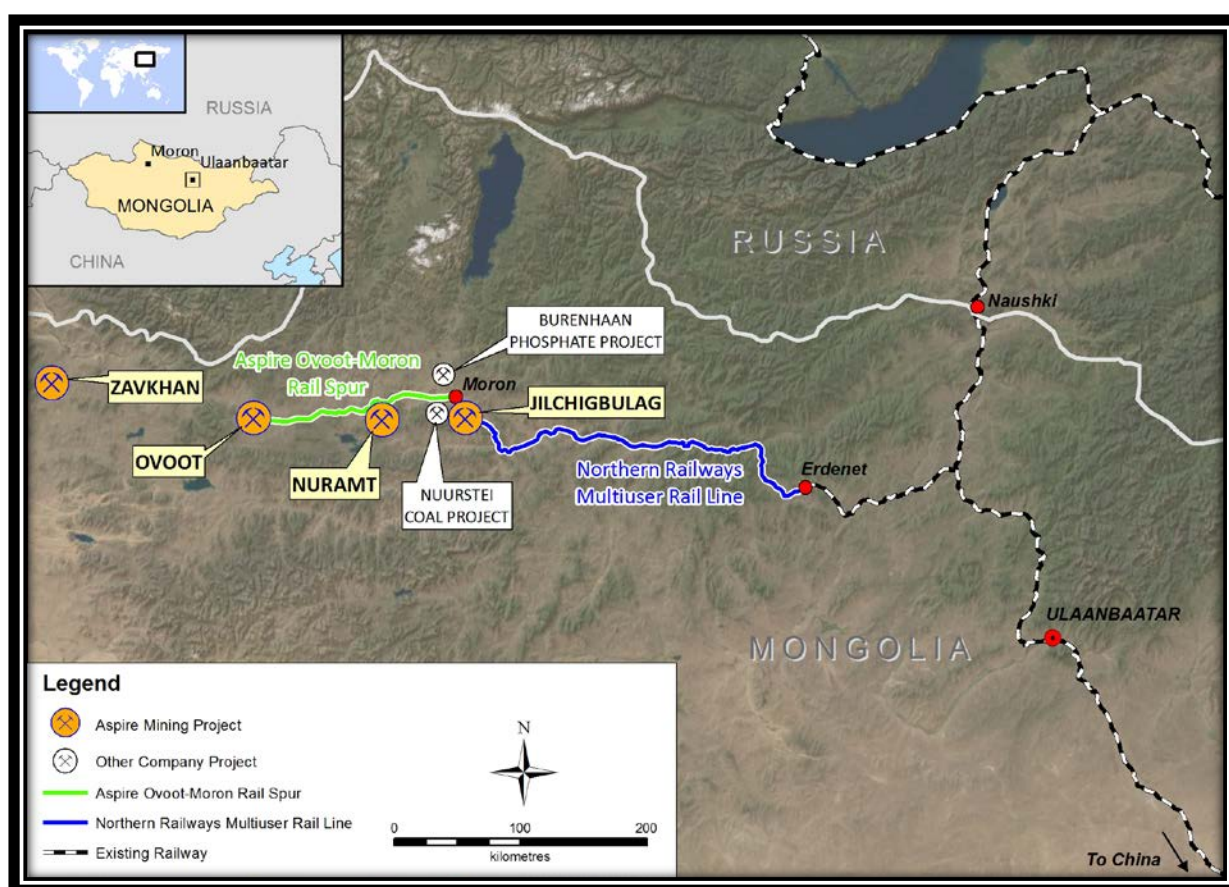 RUSSIA
Moron
Ulaanbaatar
MONGOLIA
CHINA
RUSSIA
Naushki
BURENHAAN
PHOSPHATE PROJECT
Aspire Ovoot-Moron
Rail Spur
Moron
ZAVKHAN
JILCHIGBULAG
OVOOT
NURAMT
NUURSTEI
COAL PROJECT
Northern Railways
Multiuser Rail Line
Erdenet
ULAANBAATAR
MONGOLIA
To China
Legend
Aspire Mining Project
Other Company Project
Aspire Ovoot-Moron Rail Spur
Northern Railways Multiuser Rail Line
Existing Railway
N
0 100 200
kilometres